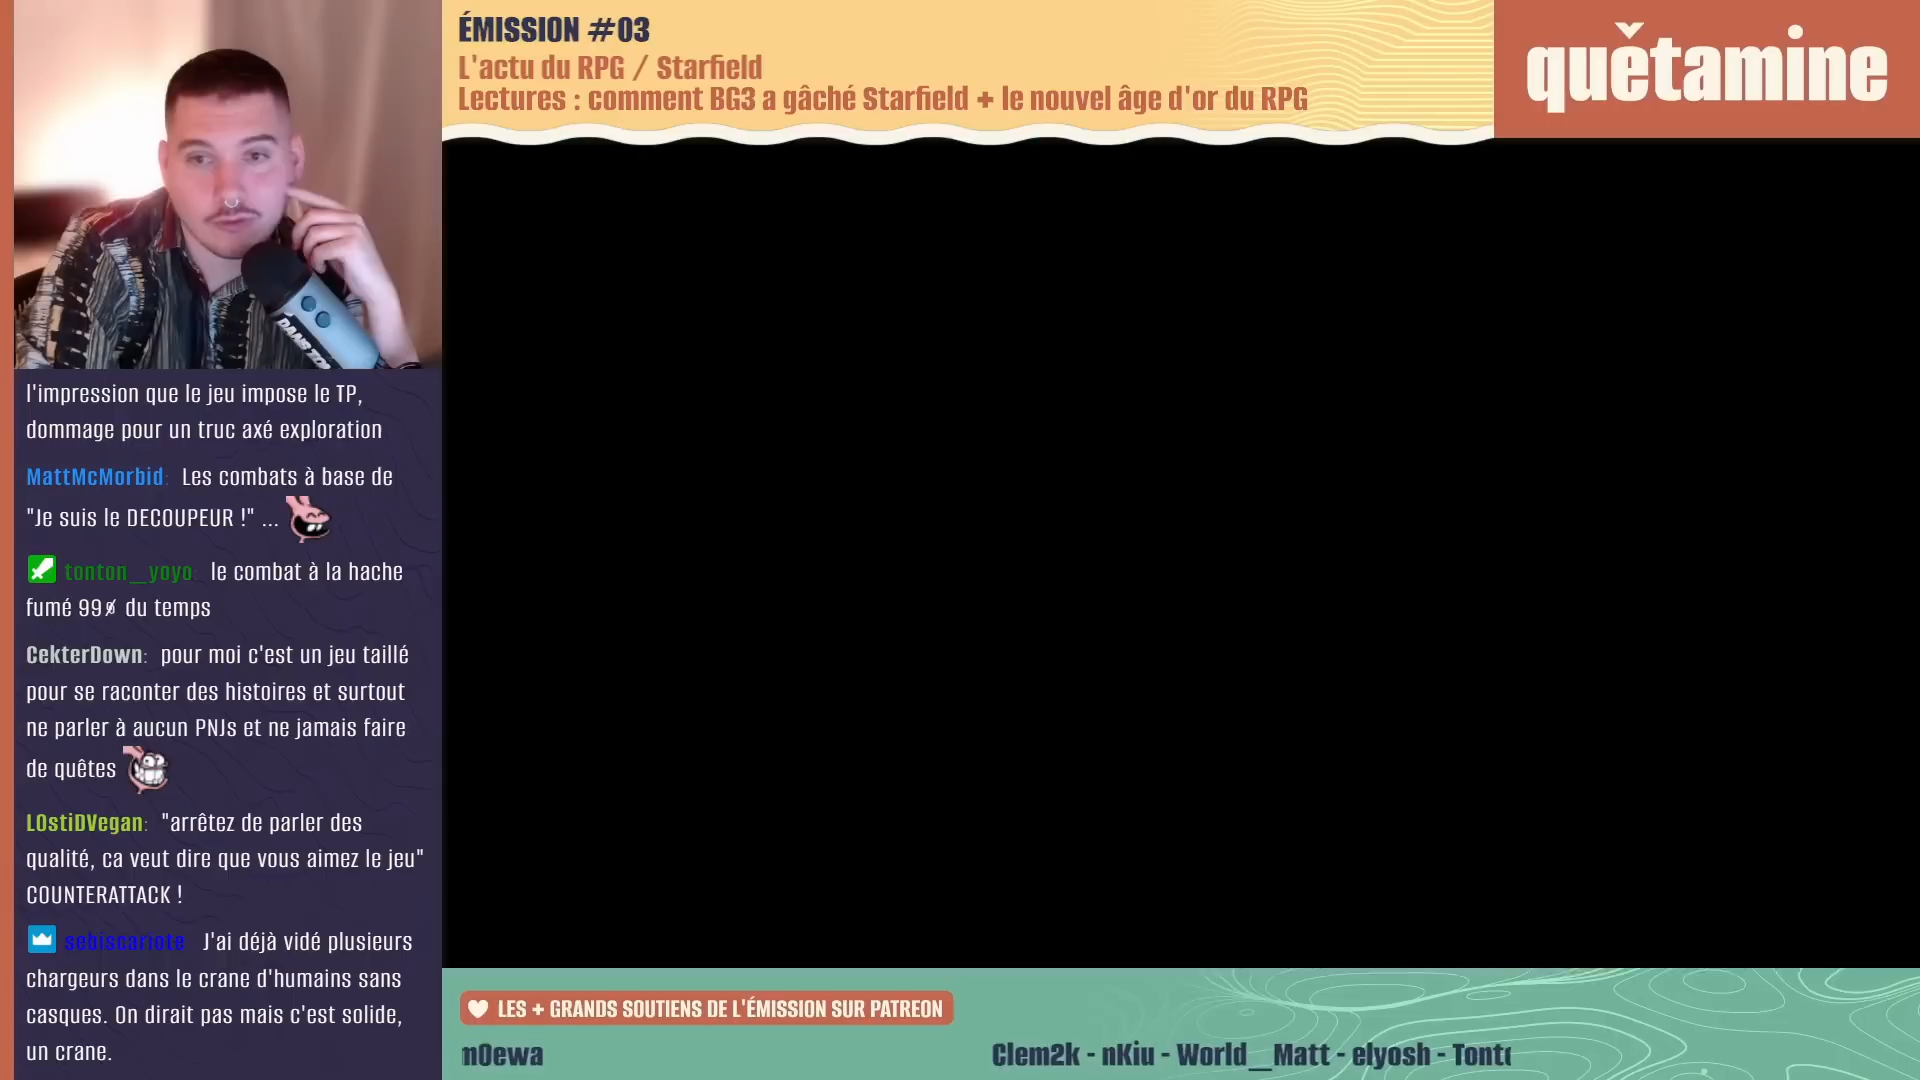 ÉMISSION #03
L'actu du RPG / Starfield
Lectures : comment BG3 a gâché Starfield + le nouvel âge d'or du RPG
quêtamine
l'impression que le jeu impose le TP,
dommage pour un truc axé exploration
MattMcMorbid: Les combats à base de
"Je suis le DECOUPEUR !" ...
tonton_yoyo: le combat à la hache
fumé 99% du temps
CekterDown: pour moi c'est un jeu taillé
pour se raconter des histoires et surtout
ne parler à aucun PNJs et ne jamais faire
de quêtes
L0stiDVegan: "arrêtez de parler des
qualité, ca veut dire que vous aimez le jeu"
COUNTERATTACK !
sebiscariote: J'ai déjà vidé plusieurs
chargeurs dans le crane d'humains sans
casques. On dirait pas mais c'est solide,
un crane.
LES + GRANDS SOUTIENS DE L'ÉMISSION SUR PATREON
m0ewa
Clem2k - nKiu - World_Matt - elyosh -